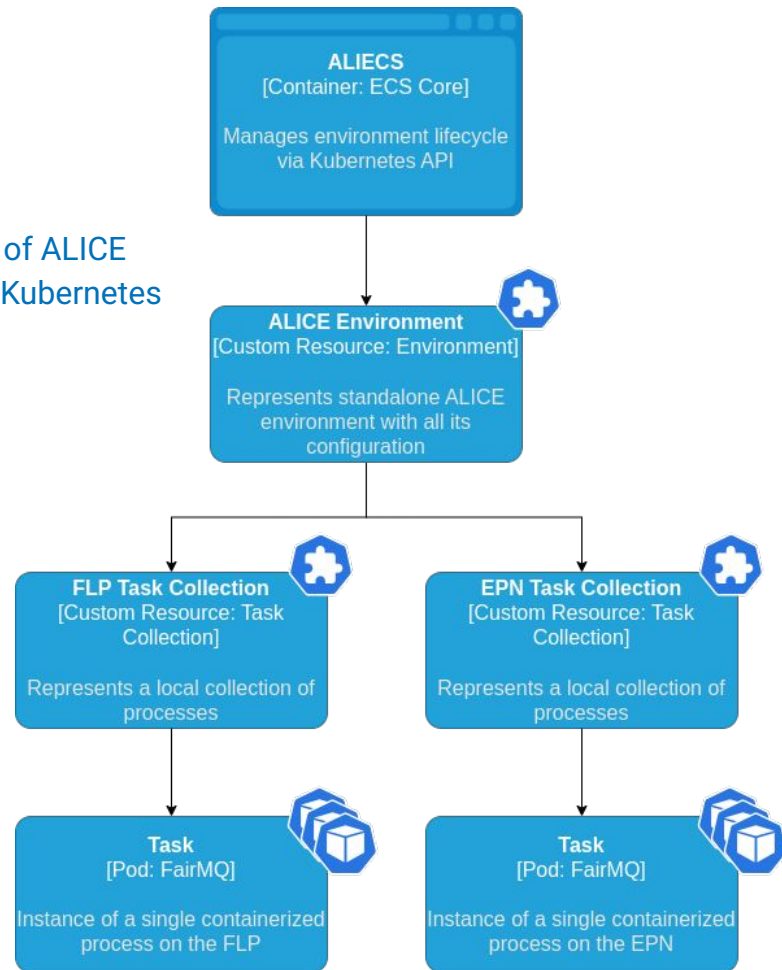 ALIECS
[Container: ECS Core]
Manages environment lifecycle
via Kubernetes API
of ALICE
Kubernetes
ALICE Environment
[Custom Resource: Environment]
Represents standalone ALICE
environment with all its
configuration
FLP Task Collection
[Custom Resource: Task
Collection]
Represents a local collection of
processes
EPN Task Collection
[Custom Resource: Task
Collection]
Represents a local collection of
processes
Task
[Pod: FairMQ]
Instance of a single containerized
process on the FLP
Task
[Pod: FairMQ]
Instance of a single containerized
process on the EPN